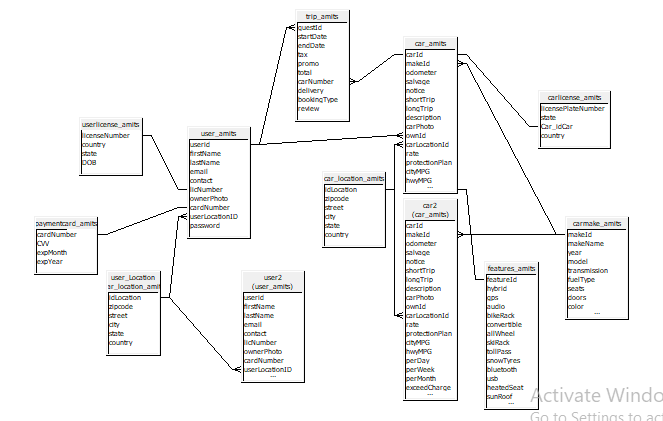 trip_amits
guestId
startDate
endDate
tax
promo
total
carNumber
delivery
bookingType
review
car_amits
carId
makeId
odometer
salvage
notice
shortTrip
longTrip
description
carPhoto
ownId
carLocationId
rate
protectionPlan
cityMPG
hwyMPG
...
carlicense_amits
licensePlateNumber
state
Car_idCar
country
userlicense_amits
licenseNumber
country
state
DOB
user_amits
userid
firstName
lastName
email
contact
licNumber
ownerPhoto
cardNumber
userLocationID
password
car_location_amits
idLocation
zipcode
street
city
state
country
car2
(car_amits)
carId
makeId
odometer
salvage
notice
shortTrip
longTrip
description
carPhoto
ownId
carLocationId
rate
protectionPlan
cityMPG
hwyMPG
perDay
perWeek
perMonth
exceedCharge
...
paymentcard_amits
cardNumber
CVV
expMonth
expYear
carmake_amits
makeId
makeName
year
model
transmission
fuelType
seats
doors
color
...
user_Location
car_location_amits
idLocation
zipcode
street
city
state
country
user2
(user_amits)
userid
firstName
lastName
email
contact
licNumber
ownerPhoto
cardNumber
userLocationID
...
features_amits
featureId
hybrid
gps
audio
bikeRack
convertible
allWheel
skiRack
tollPass
snowTyres
bluetooth
usb
heatedSeat
sunRoof
...
Activate Windo
Go to Settings to act